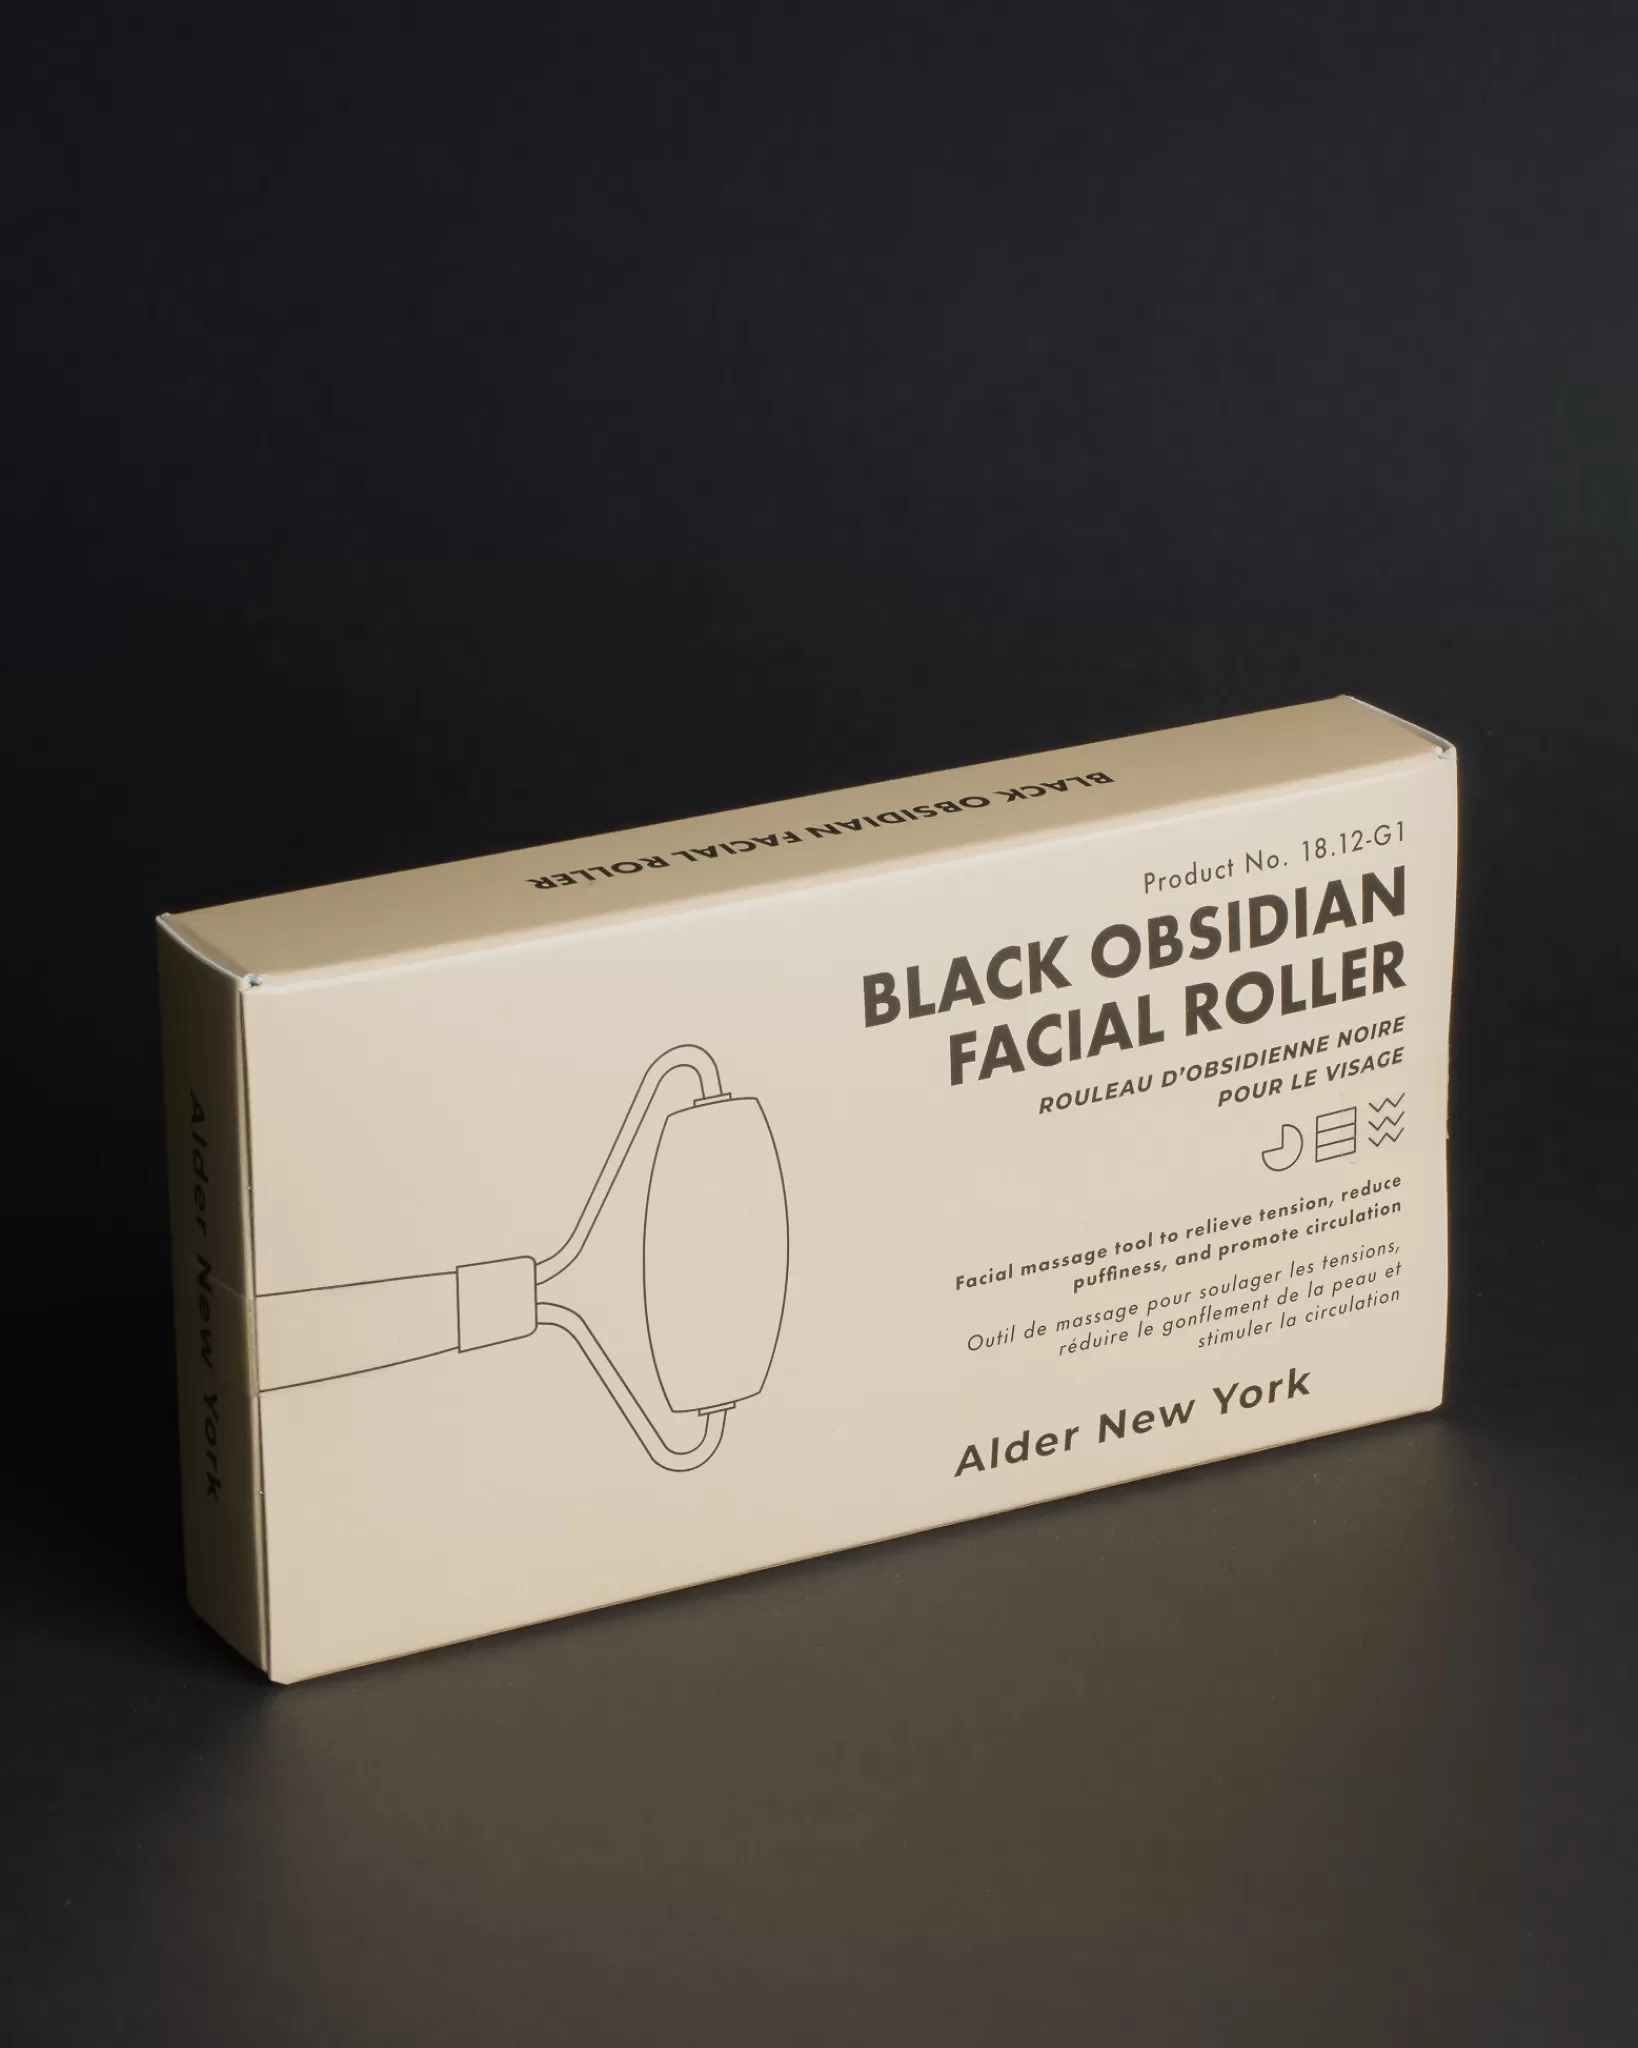 BLACK OBSIDIAN FACIAL ROLLER
Product No. 18.12-G1
BLACK OBSIDIAN
FACIAL ROLLER
ROULEAU D'OBSIDIENNE NOIRE
POUR LE VISAGE
Facial massage tool to relieve tension, reduce
puffiness, and promote circulation
Outil de massage pour soulager les tensions,
réduire le gonflement de la peau et
stimuler la circulation
Alder New York
Alder New York